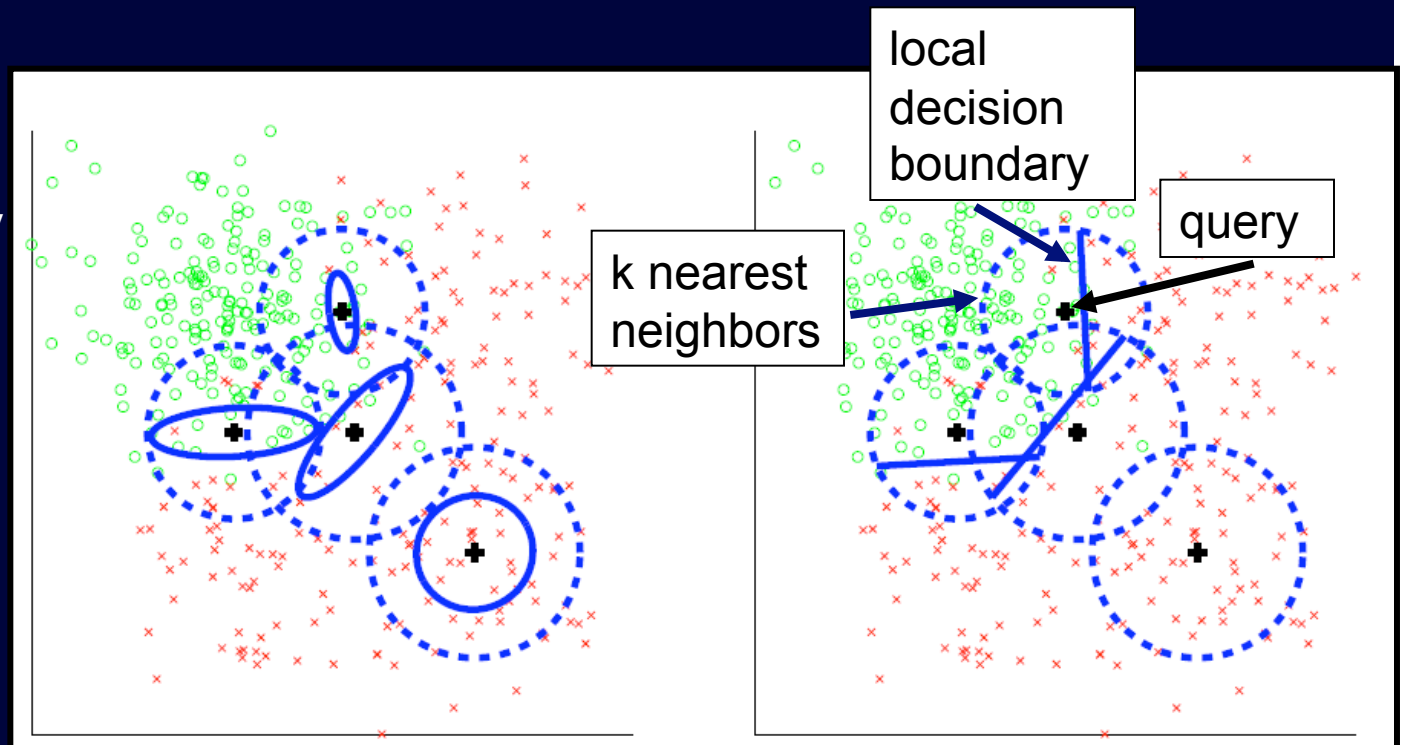 local
decision
boundary
query
k nearest
neighbors